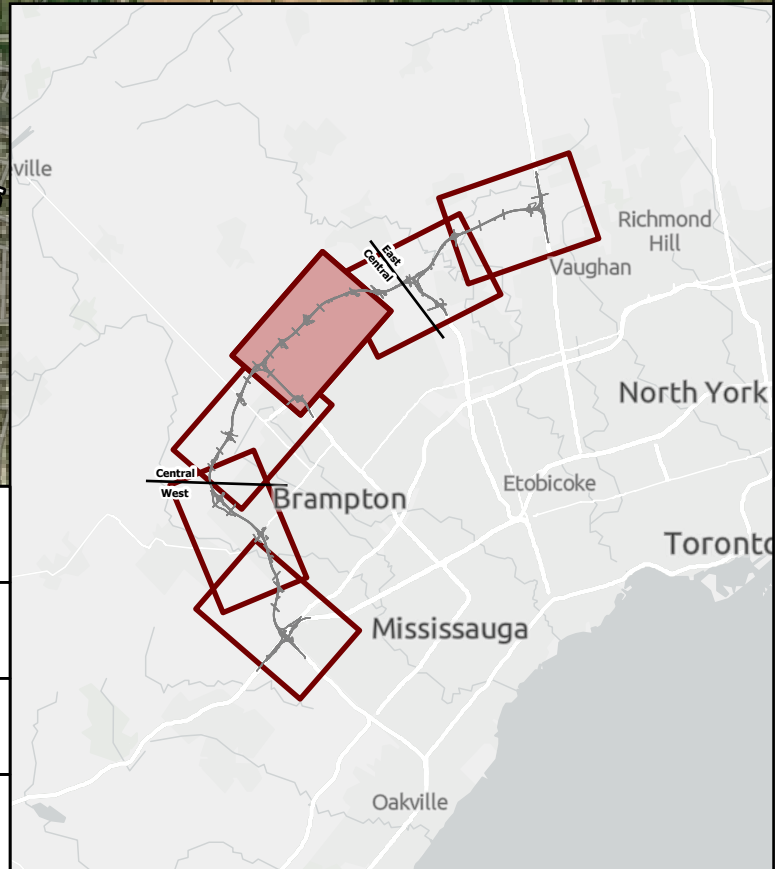 ville
Richmond
Hill
East
Central
Vaughan
North York
Central
West
Etobicoke
Brampton
Toronto
Mississauga
Oakville